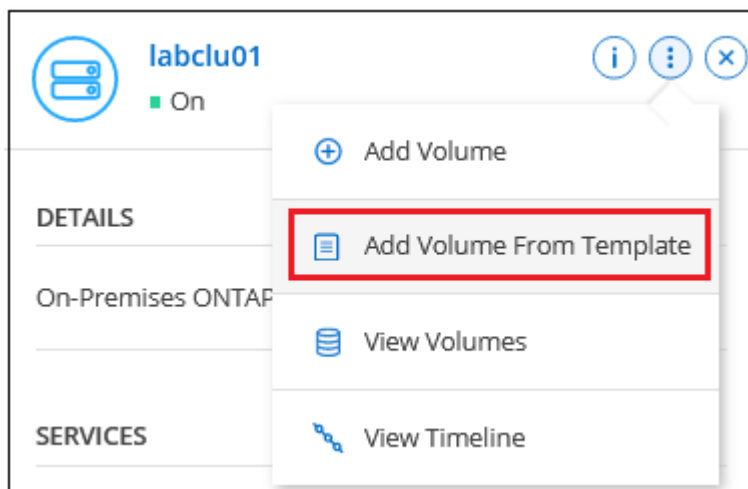 labclu01
On
Add Volume
DETAILS
Add Volume From Template
On-Premises ONTAP
View Volumes
SERVICES
View Timeline